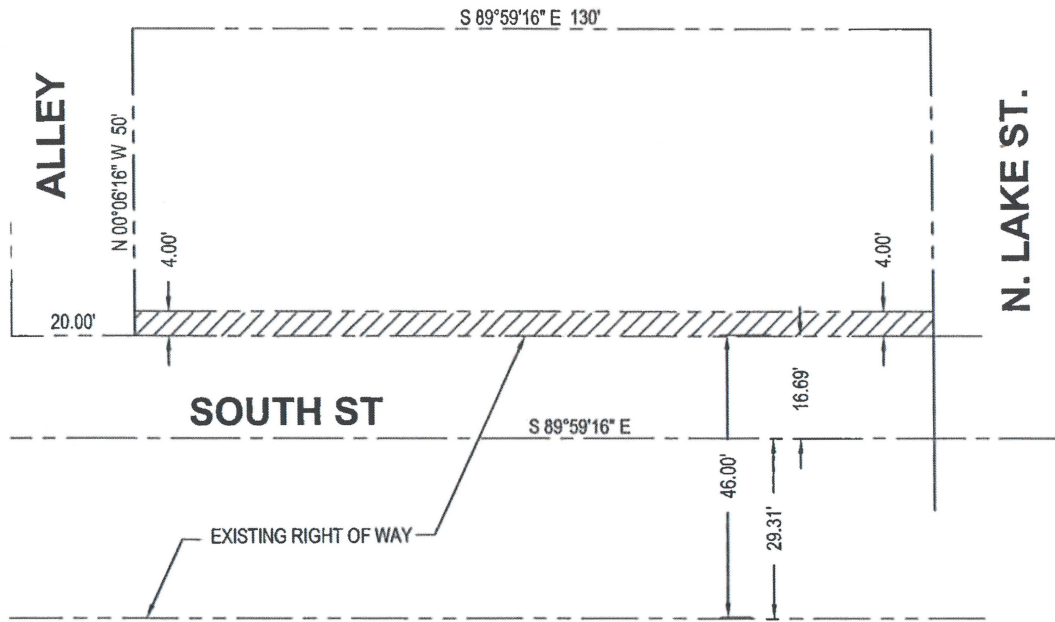 S 89°59'16" E 130'
ALLEY
N 00°06'16" W 50'
N. LAKE ST.
4.00'
4.00'
20.00'
16.69'
SOUTH ST
S 89°59'16" E
46.00'
29.31'
EXISTING RIGHT OF WAY